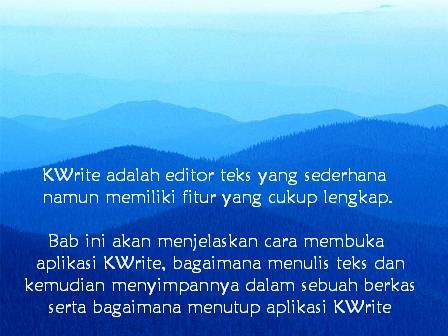 KWrite adalah editor teks yang sederhana
namun memiliki fitur yang cukup lengkap.
Bab ini akan menjelaskan cara membuka
aplikasi KWrite, bagaimana menulis teks dan
kemudian menyimpannya dalam sebuah berkas
serta bagaimana menutup aplikasi KWrite